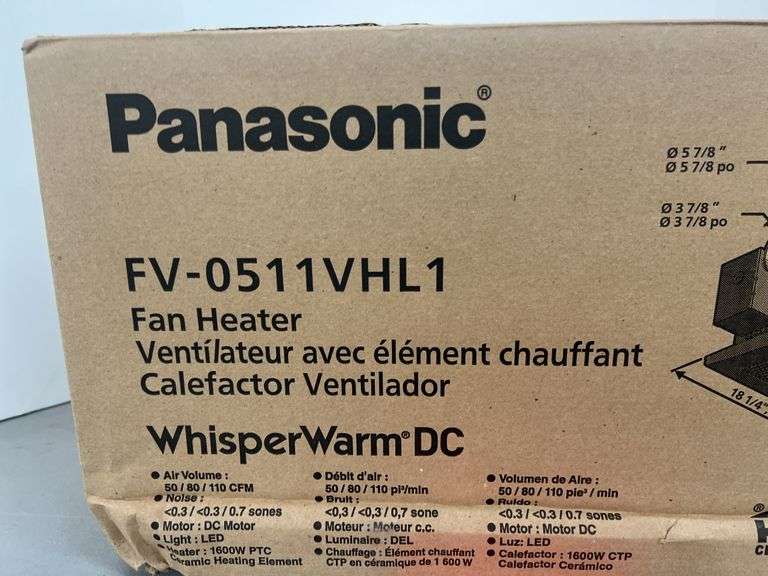 Panasonic®
Ø 5 7/8 "
Ø 5 7/8 po
Ø 3 7/8 "
Ø 3 7/8 po
FV-0511VHL1
Fan Heater
Ventílateur avec élément chauffant
Calefactor Ventilador
18 1/4"
WhisperWarm® DC
● Air Volume :
50 / 80 / 110 CFM
● Noise :
<0.3 / <0.3 / 0.7 sones
● Motor : DC Motor
● Light : LED
Heater : 1600W PTC
Ceramic Heating Element
● Débit d'air :
50 / 80 / 110 pi³/min
● Bruit :
<0,3 / <0,3 / 0,7 sone
● Moteur : Moteur c.c.
● Luminaire : DEL
● Chauffage : Élément chauffant
CTP en céramique de 1 600 W
● Volumen de Aire :
50 / 80 / 110 pie³ / min
● Ruido :
<0.3 / <0.3 / 0.7 sones
● Motor : Motor DC
● Luz: LED
● Calefactor : 1600W CTP
Calefactor Cerámico